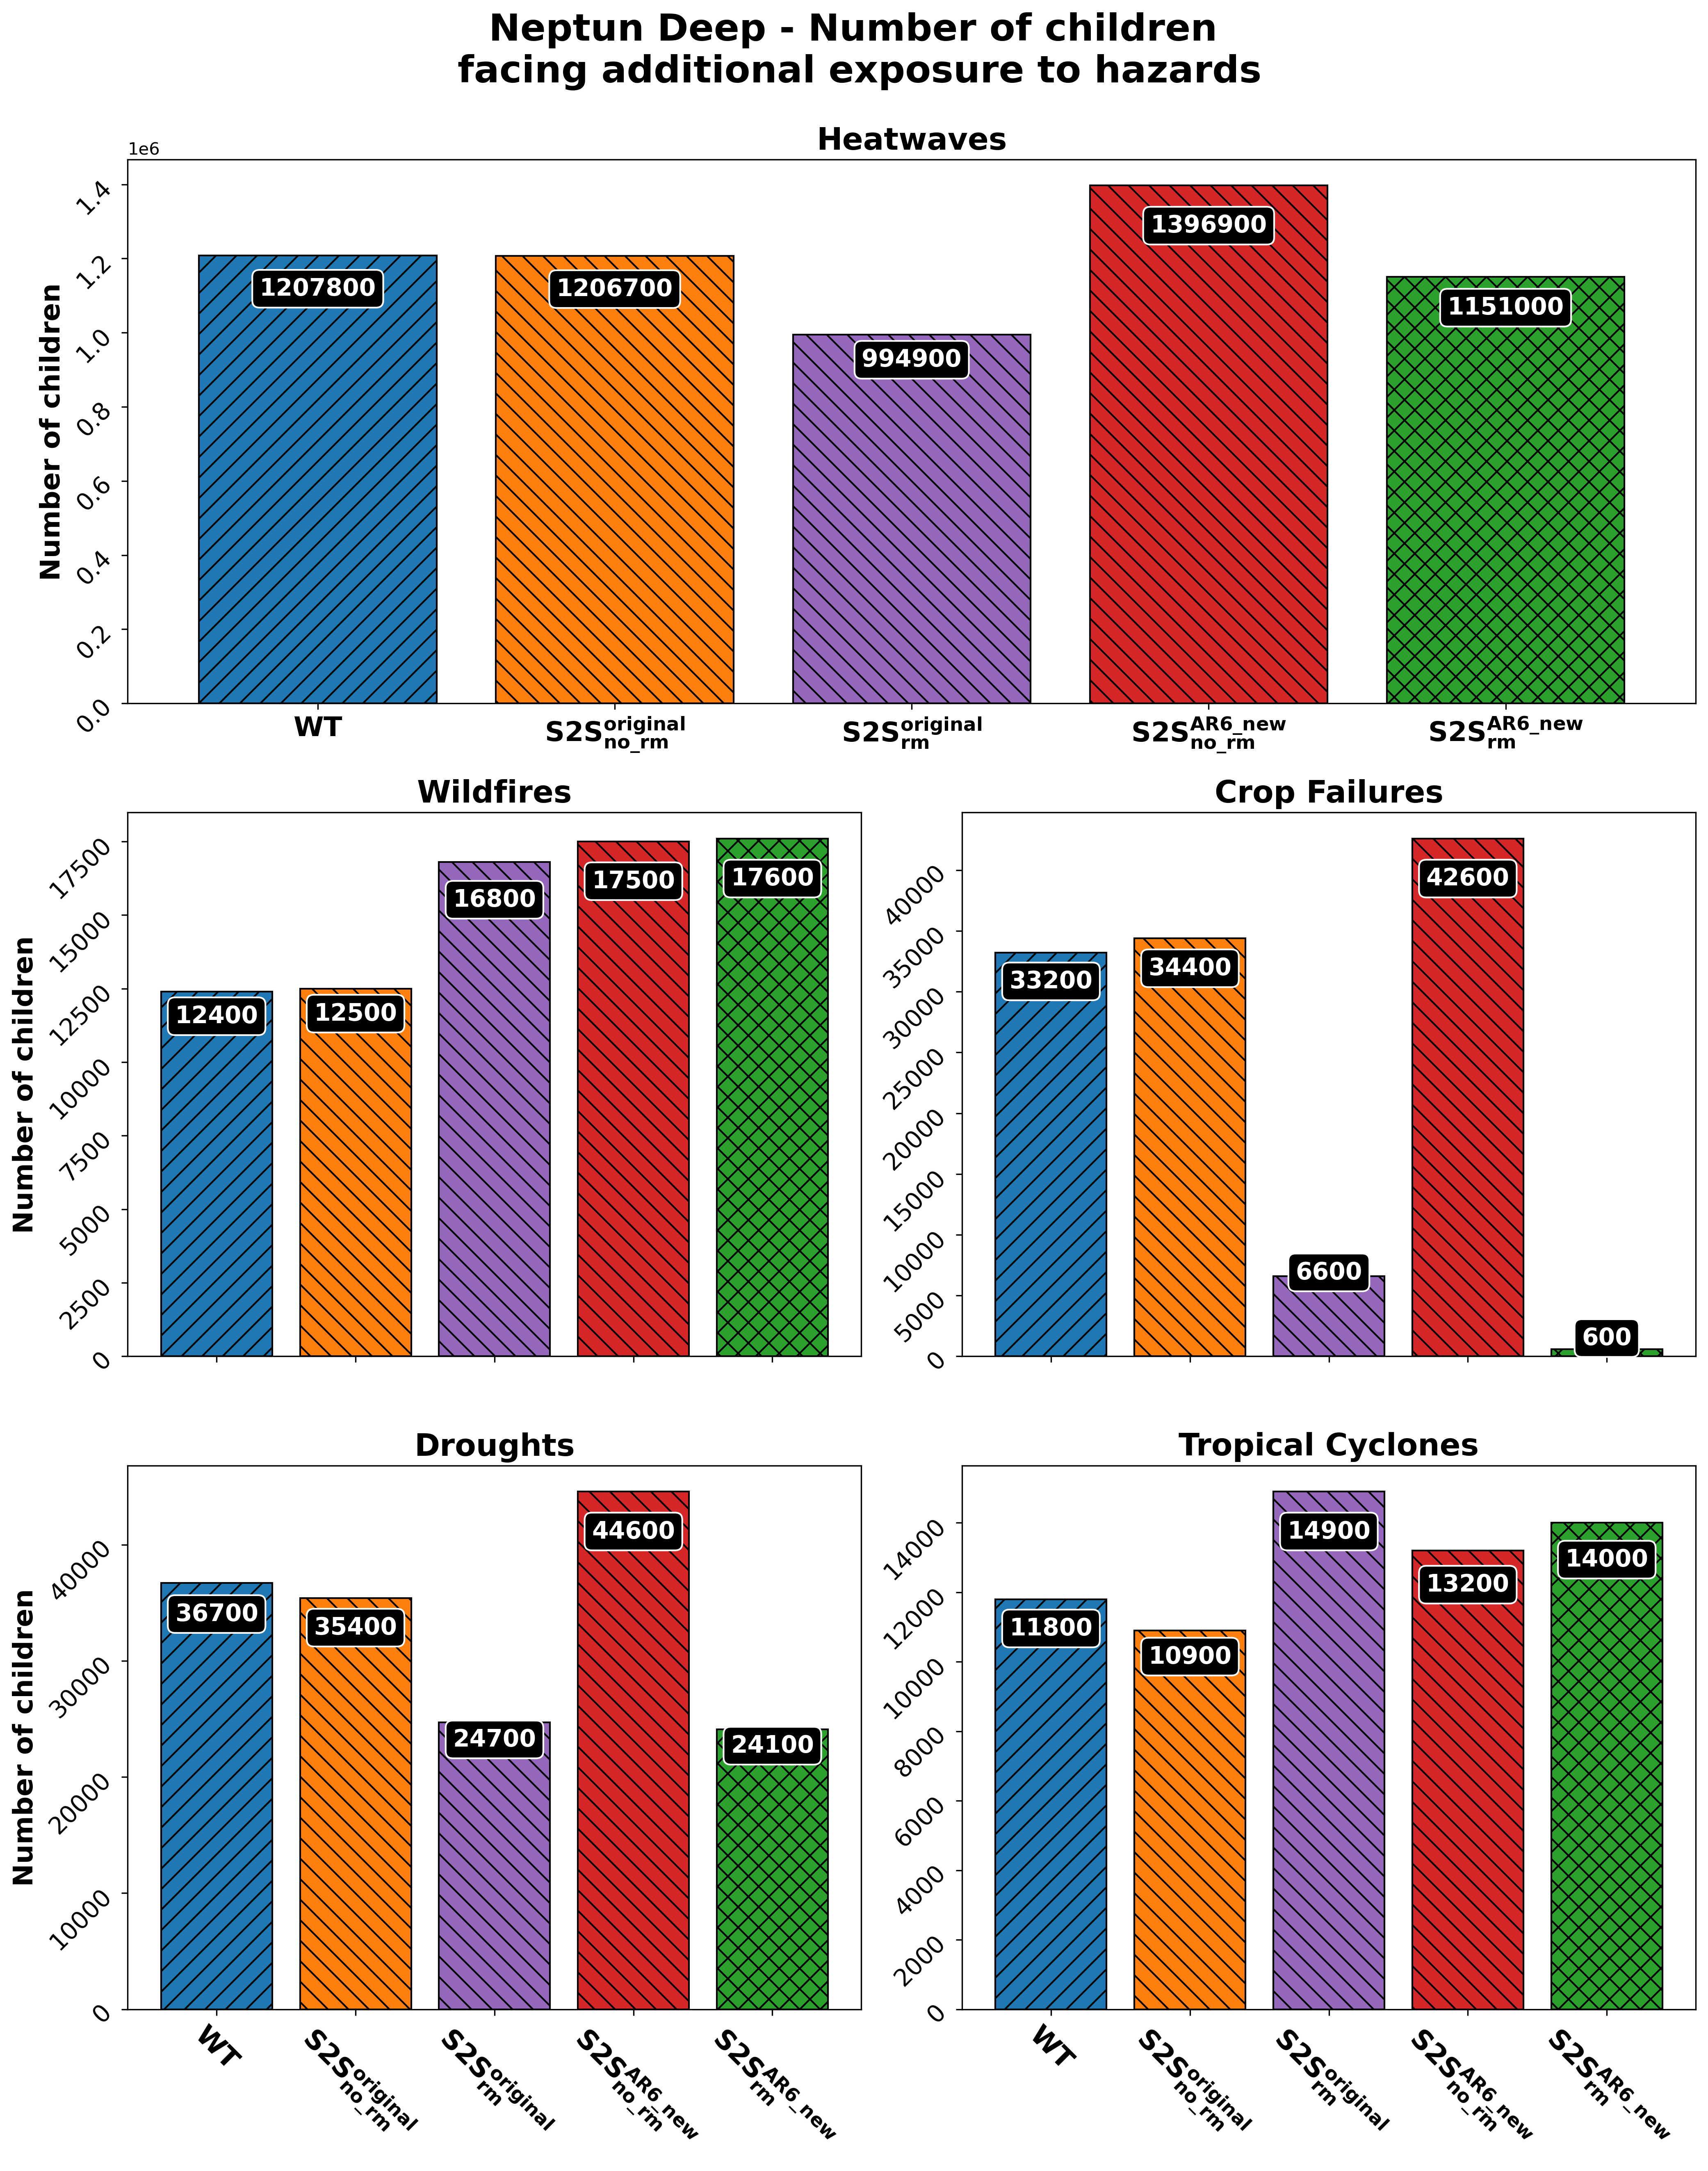 Neptun Deep - Number of children
facing additional exposure to hazards
Heatwaves
1e6
Number of children
1.4
1.2
1.0
0.8
0.6
0.4
0.2
0.0
1207800
1206700
994900
1396900
1151000
WT
S2S original no_rm
S2S original rm
S2S AR6_new no_rm
S2S AR6_new rm
Wildfires
Number of children
17500
15000
12500
10000
7500
5000
2500
0
12400
12500
16800
17500
17600
Crop Failures
40000
35000
30000
25000
20000
15000
10000
5000
0
33200
34400
6600
42600
600
Droughts
Number of children
40000
30000
20000
10000
0
36700
35400
24700
44600
24100
WT
S2S original no_rm
S2S original rm
S2S AR6_new no_rm
S2S AR6_new rm
Tropical Cyclones
14000
12000
10000
8000
6000
4000
2000
0
11800
10900
14900
13200
14000
WT
S2S original no_rm
S2S original rm
S2S AR6_new no_rm
S2S AR6_new rm